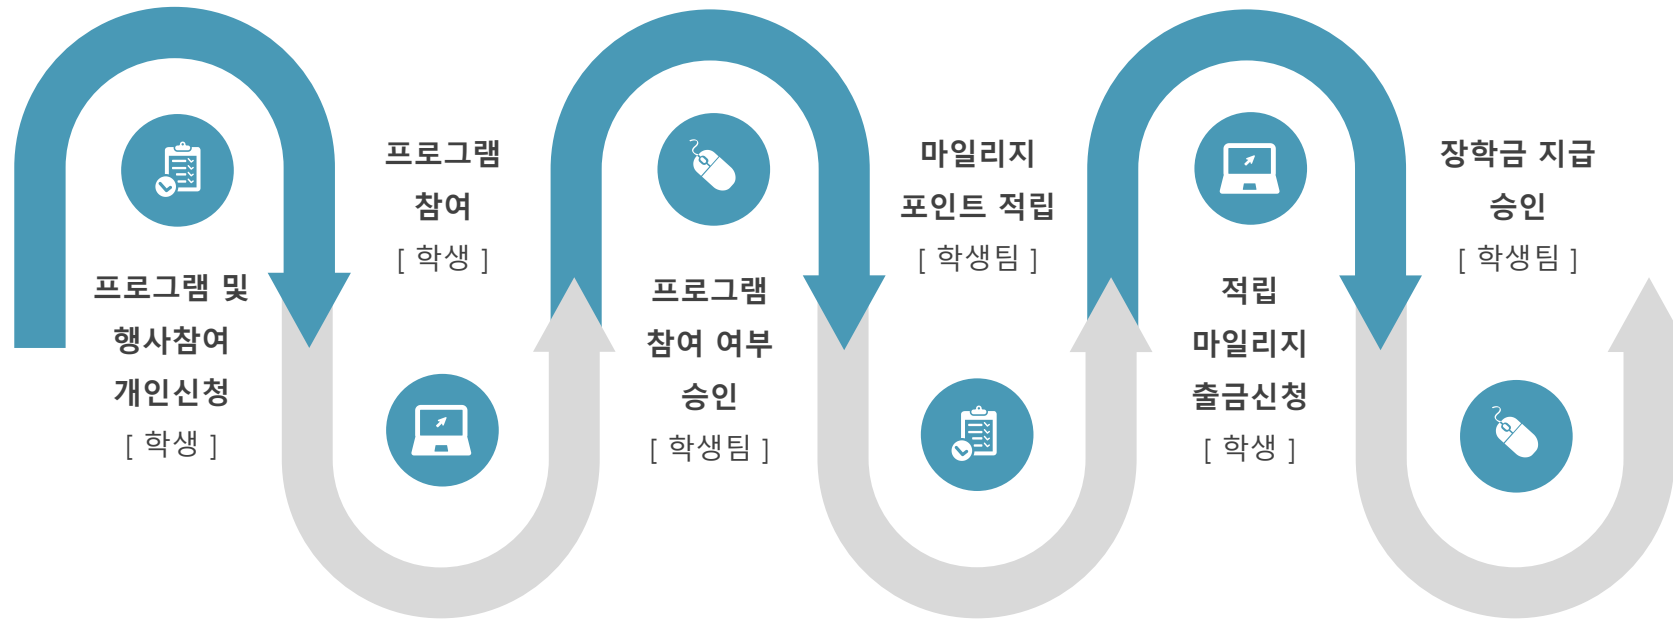 프로그램 및
행사참여
개인신청
[ 학생 ]
프로그램
참여
[ 학생 ]
프로그램
참여 여부
승인
[ 학생팀 ]
마일리지
포인트 적립
[ 학생팀 ]
적립
마일리지
출금신청
[ 학생 ]
장학금 지급
승인
[ 학생팀 ]